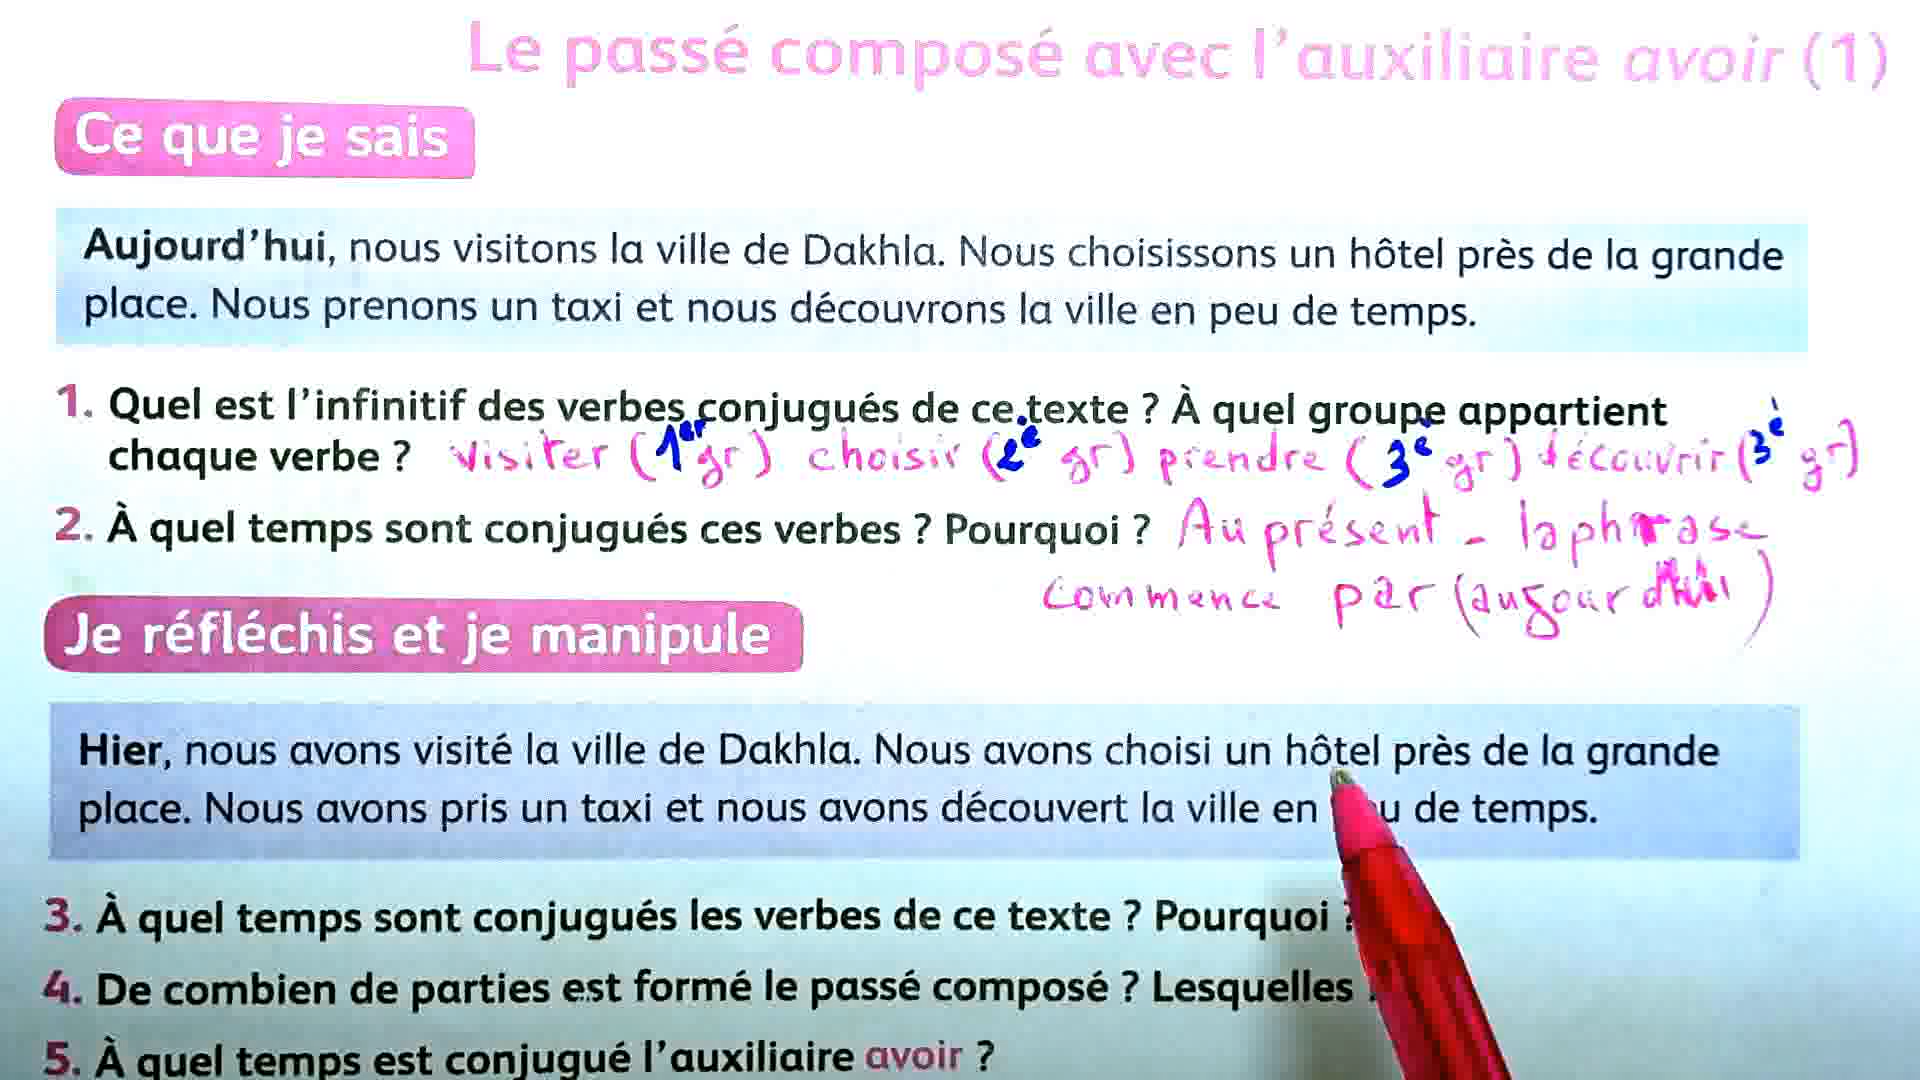 Le passé composé avec l'auxiliaire avoir (1)
Ce que je sais
Aujourd'hui, nous visitons la ville de Dakhla. Nous choisissons un hôtel près de la grande
place. Nous prenons un taxi et nous découvrons la ville en peu de temps.
1. Quel est l'infinitif des verbes conjugués de ce texte ? À quel groupe appartient
chaque verbe ? visiter (1er gr) choisir (2e gr) prendre (3e gr) découvrir (3e gr)
2. À quel temps sont conjugués ces verbes ? Pourquoi ? Au présent - la phrase
commence par (aujourd'hui)
Je réfléchis et je manipule
Hier, nous avons visité la ville de Dakhla. Nous avons choisi un hôtel près de la grande
place. Nous avons pris un taxi et nous avons découvert la ville en de temps.
3. À quel temps sont conjugués les verbes de ce texte ? Pourquoi ?
4. De combien de parties est formé le passé composé ? Lesquelles
5. À quel temps est conjugué l'auxiliaire avoir ?